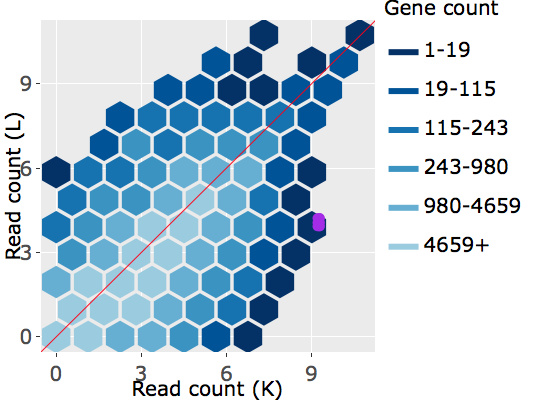 Gene count
1-19
19-115
115-243
243-980
980-4659
4659+
Read count (L)
9
6
3
0
0 3 6 9
Read count (K)